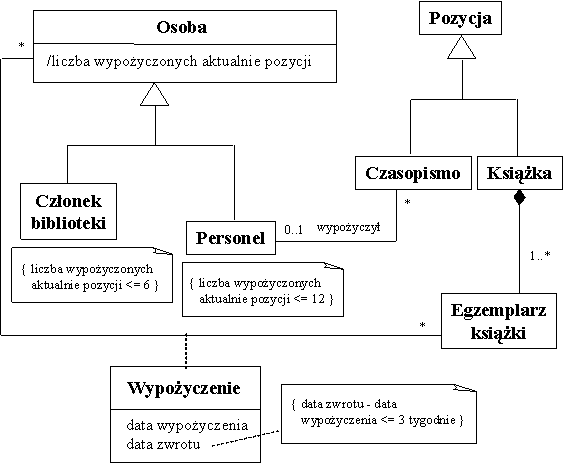 Osoba
/liczba wypożyczonych aktualnie pozycji
*
Pozycja
Członek
biblioteki
Personel
0..1
wypożyczył
*
Czasopismo
Książka
{ liczba wypożyczonych
aktualnie pozycji <= 6 }
{ liczba wypożyczonych
aktualnie pozycji <= 12 }
1..*
Egzemplarz
książki
*
Wypożyczenie
data wypożyczenia
data zwrotu
{ data zwrotu - data
wypożyczenia <= 3 tygodnie }